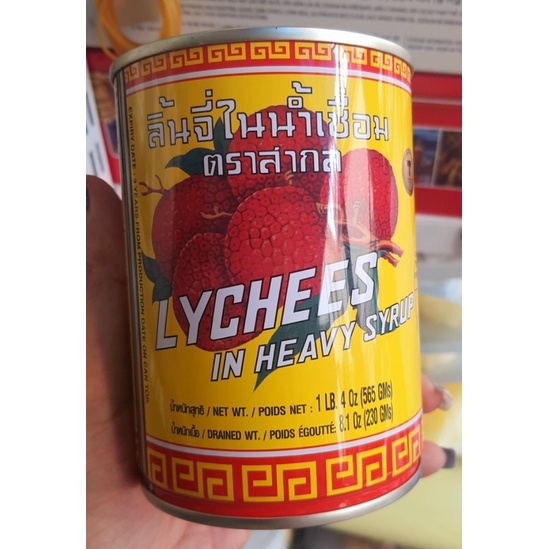 ลิ้นจี่ในน้ำเชื่อม
ตราสากล
LYCHEES
IN HEAVY SYRUP
น้ำหนักสุทธิ / NET WT. / POIDS NET : 1 LB. 4 Oz (565 GMs)
น้ำหนักเนื้อ / DRAINED WT. / POIDS ÉGOUTTÉ: 8.1 Oz (230 GMs)
EXPIRY DATE : 3 YEARS FROM PRODUCTION DATE ON CAN TOP